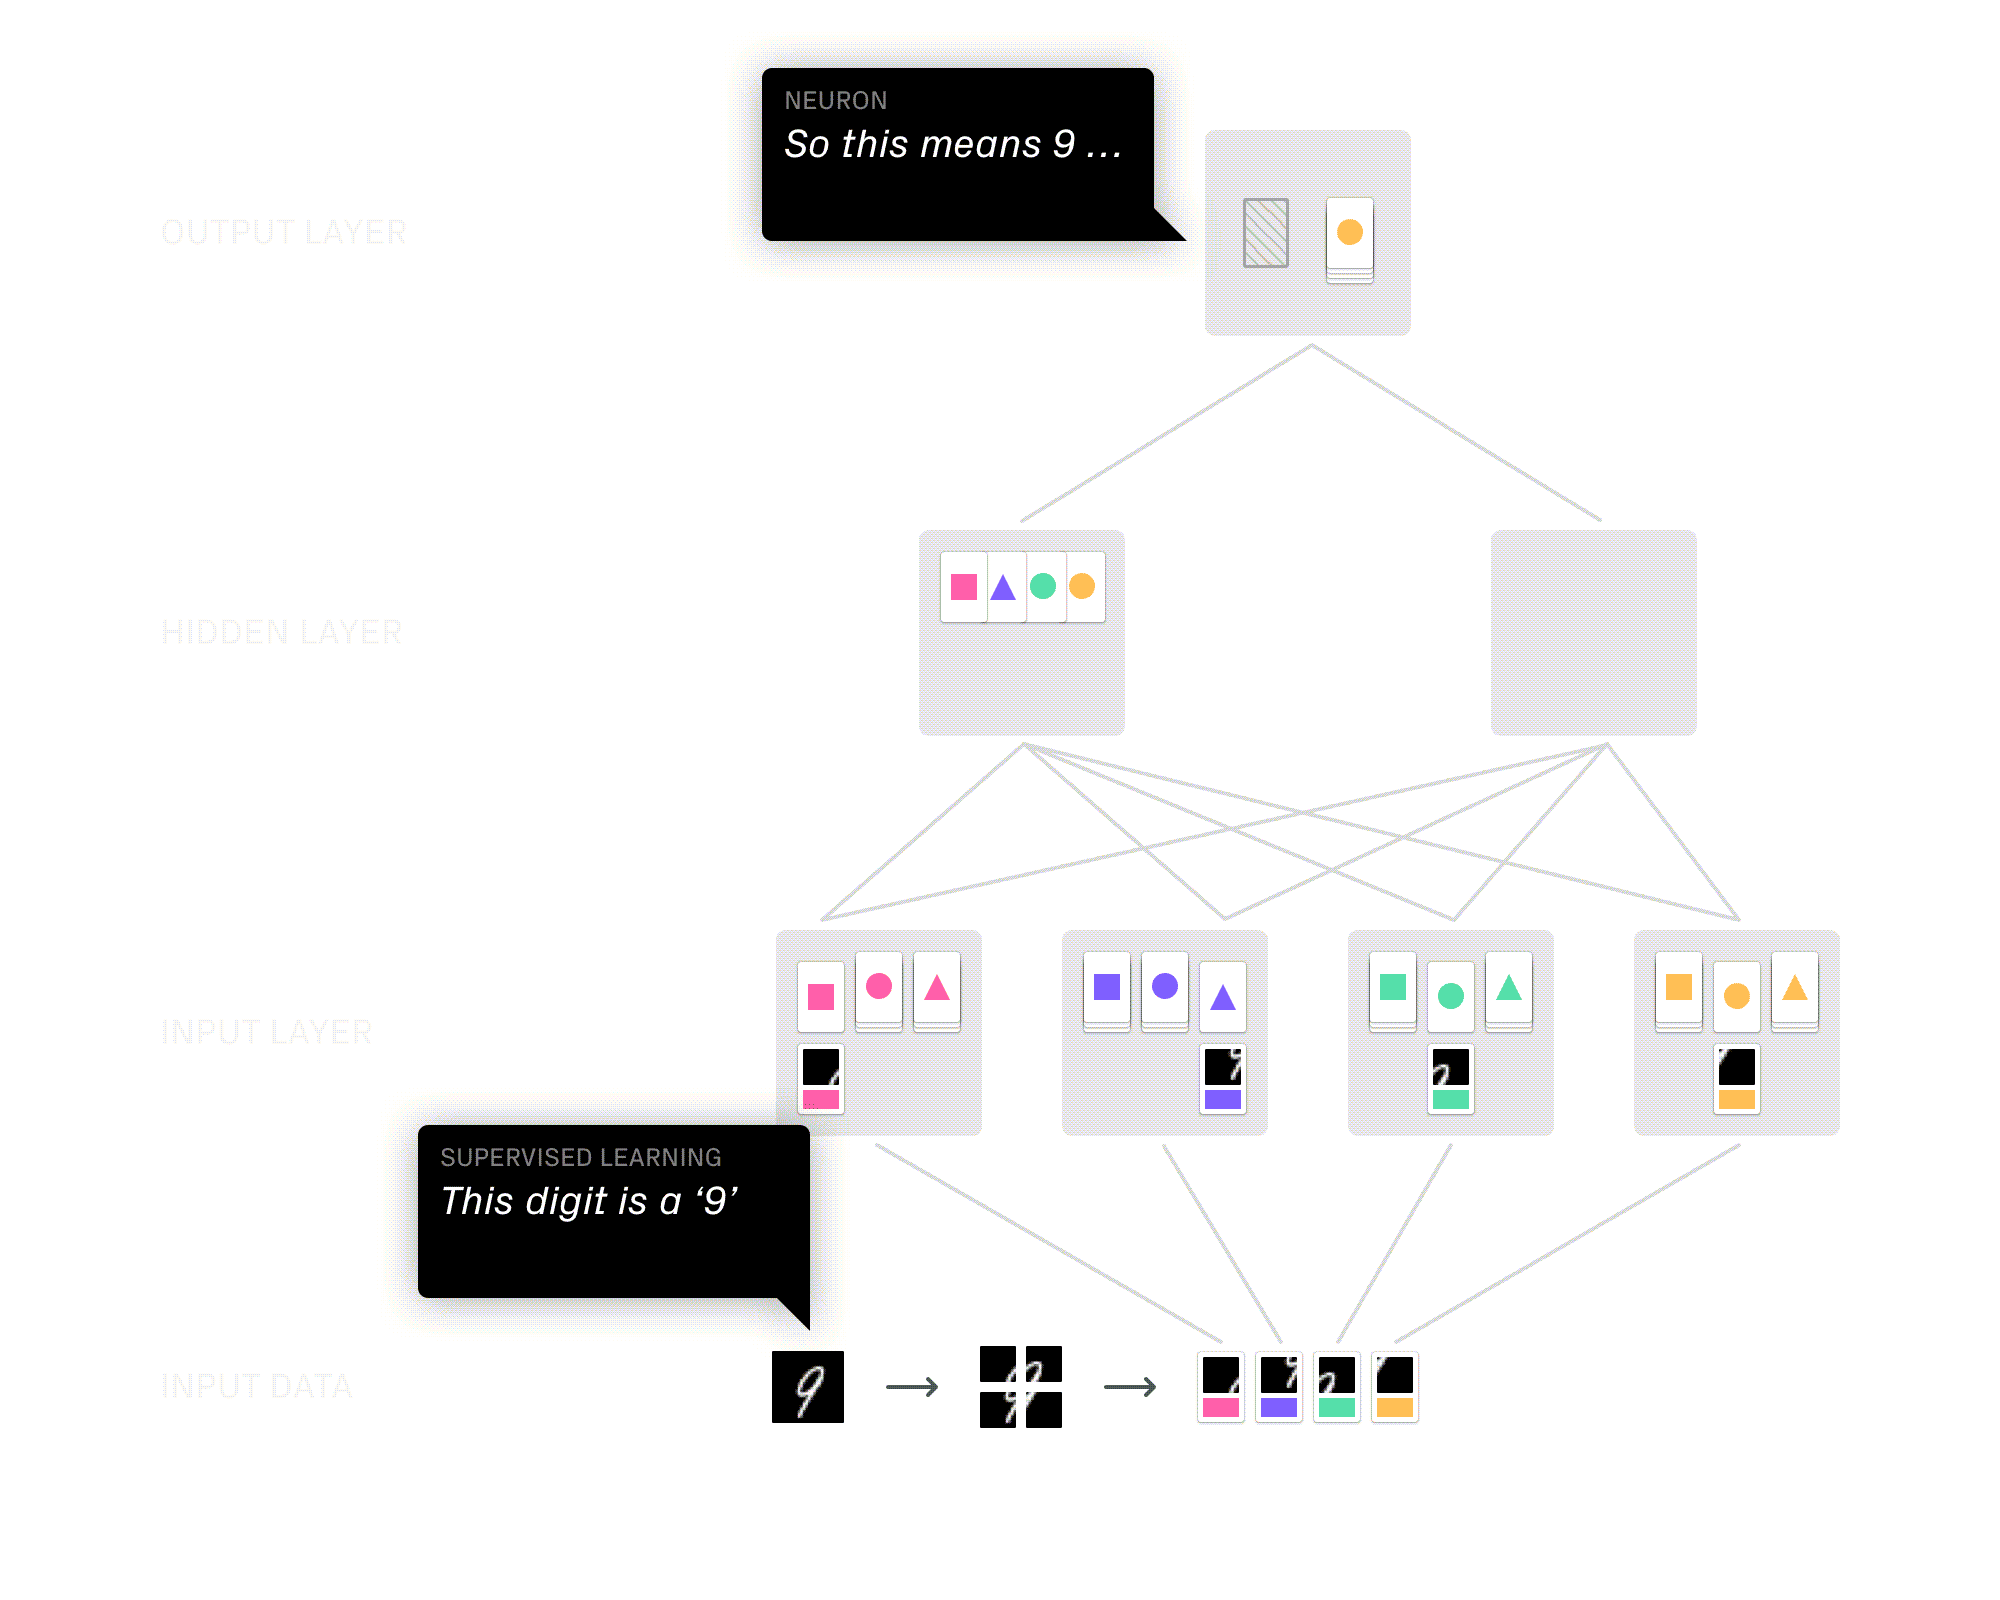 NEURON
So this means 9 ...
OUTPUT LAYER
HIDDEN LAYER
INPUT LAYER
SUPERVISED LEARNING
This digit is a ‘9’
INPUT DATA
9